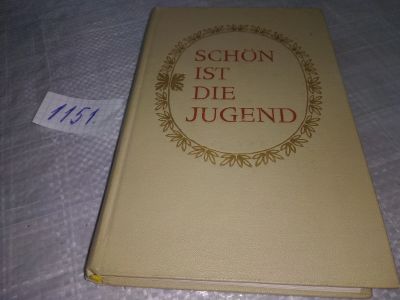 SCHÖN
IST
DIE
JUGEND
1151.